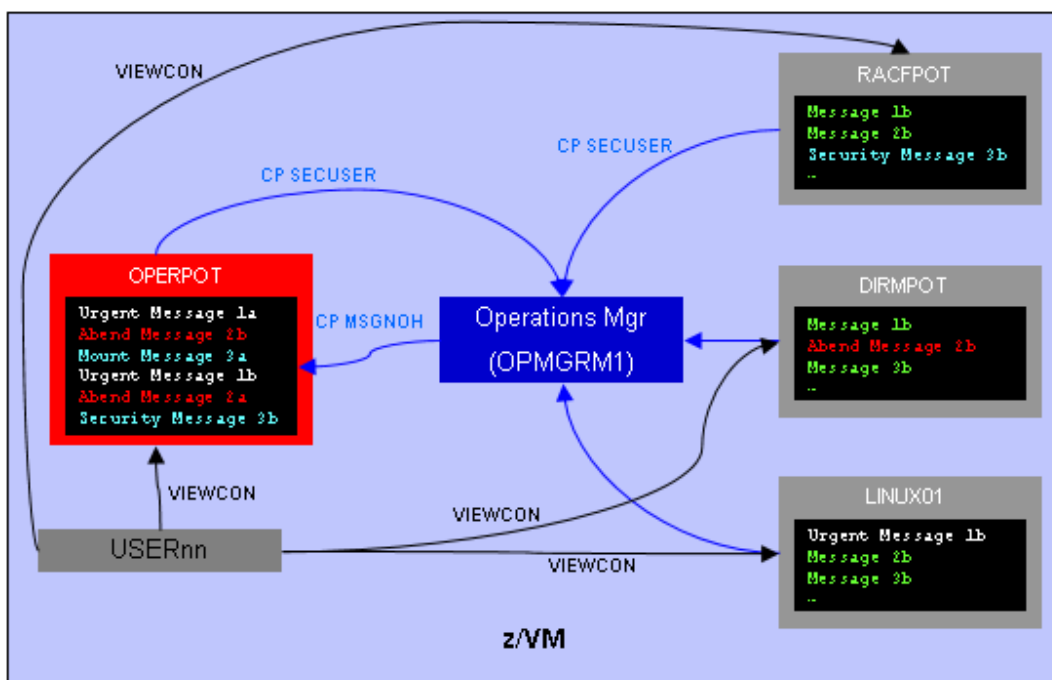 VIEWCON
RACFPOT
Message 1b
Message 2b
Security Message 3b
…
CP SECUSER
CP SECUSER
OPERPOT
Urgent Message 1a
Abend Message 2b
Mount Message 3a
Urgent Message 1b
Abend Message 2a
Security Message 3b
CP MSGNOH
Operations Mgr
(OPMGRM1)
DIRMPOT
Message 1b
Abend Message 2b
Message 3b
…
VIEWCON
USERnn
VIEWCON
VIEWCON
LINUX01
Urgent Message 1b
Message 2b
Message 3b
…
z/VM